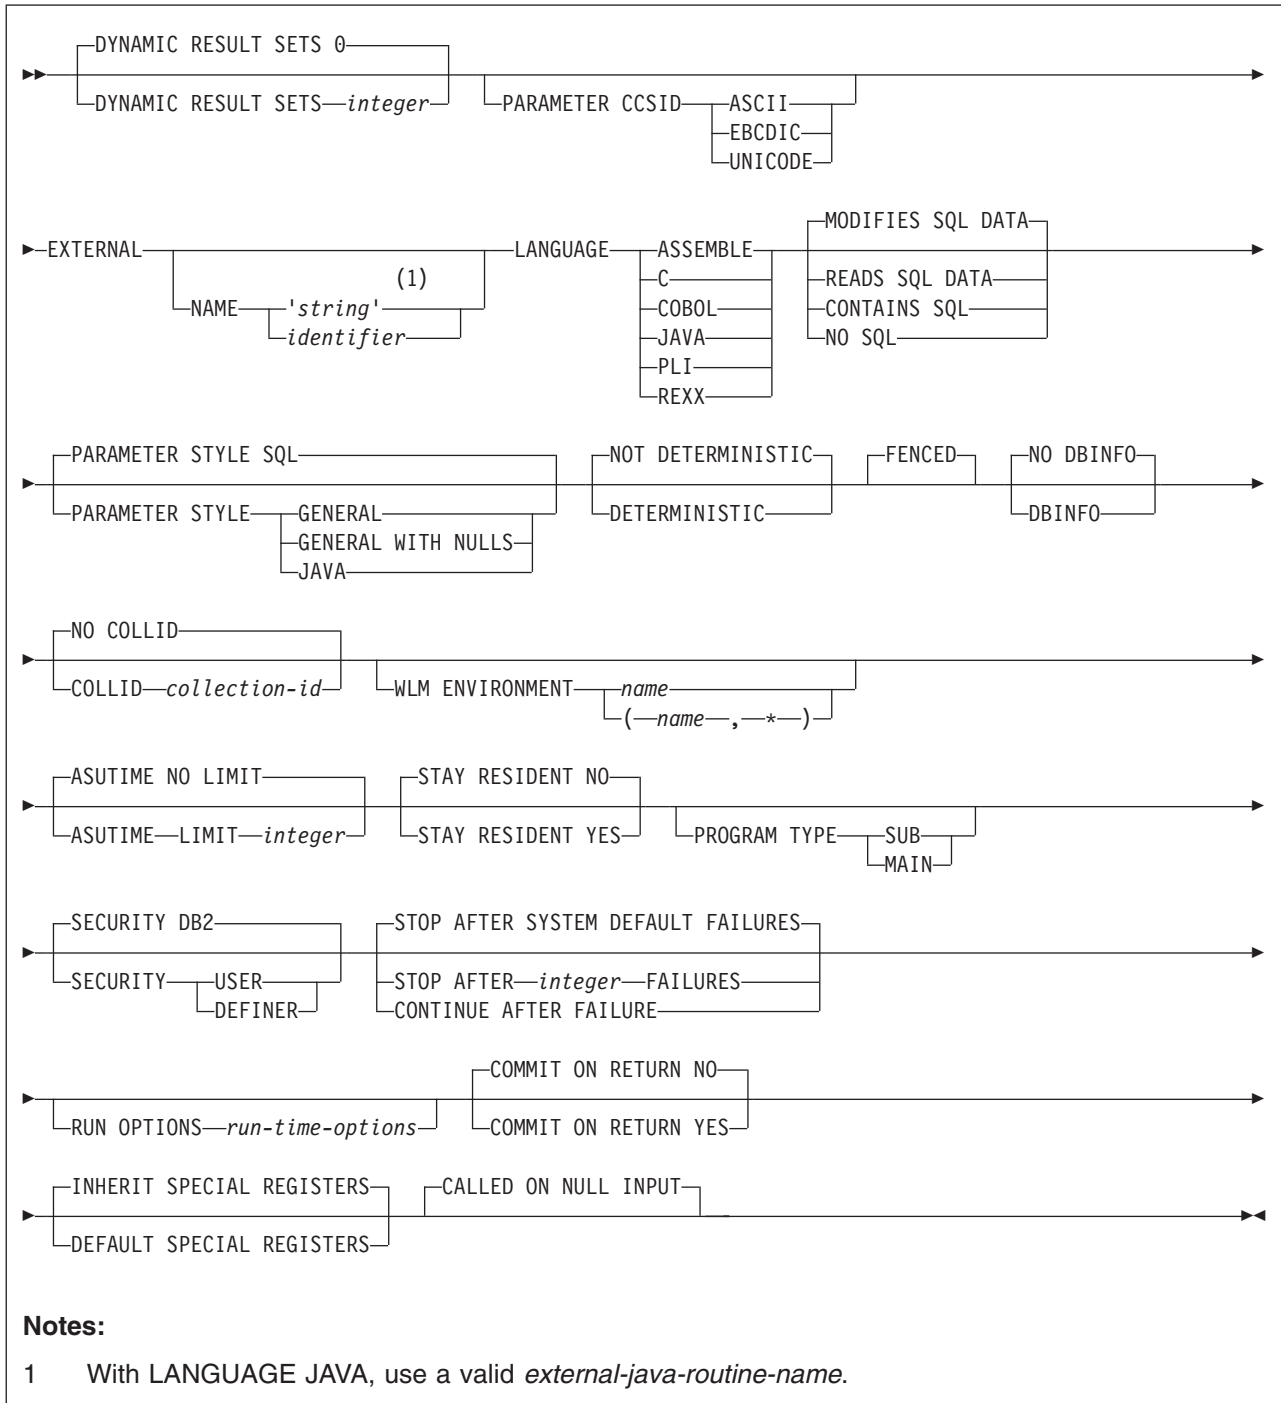 DYNAMIC RESULT SETS 0
DYNAMIC RESULT SETS integer
PARAMETER CCSID ASCII
EBCDIC
UNICODE
EXTERNAL
NAME 'string' (1)
identifier
LANGUAGE ASSEMBLE
C
COBOL
JAVA
PLI
REXX
MODIFIES SQL DATA
READS SQL DATA
CONTAINS SQL
NO SQL
PARAMETER STYLE SQL
PARAMETER STYLE GENERAL
GENERAL WITH NULLS
JAVA
NOT DETERMINISTIC
DETERMINISTIC
FENCED
NO DBINFO
DBINFO
NO COLLID
COLLID collection-id
WLM ENVIRONMENT name
( name , * )
ASUTIME NO LIMIT
ASUTIME LIMIT integer
STAY RESIDENT NO
STAY RESIDENT YES
PROGRAM TYPE SUB
MAIN
SECURITY DB2
SECURITY USER
DEFINER
STOP AFTER SYSTEM DEFAULT FAILURES
STOP AFTER integer FAILURES
CONTINUE AFTER FAILURE
RUN OPTIONS run-time-options
COMMIT ON RETURN NO
COMMIT ON RETURN YES
INHERIT SPECIAL REGISTERS
DEFAULT SPECIAL REGISTERS
CALLED ON NULL INPUT
Notes:
1 With LANGUAGE JAVA, use a valid external-java-routine-name.